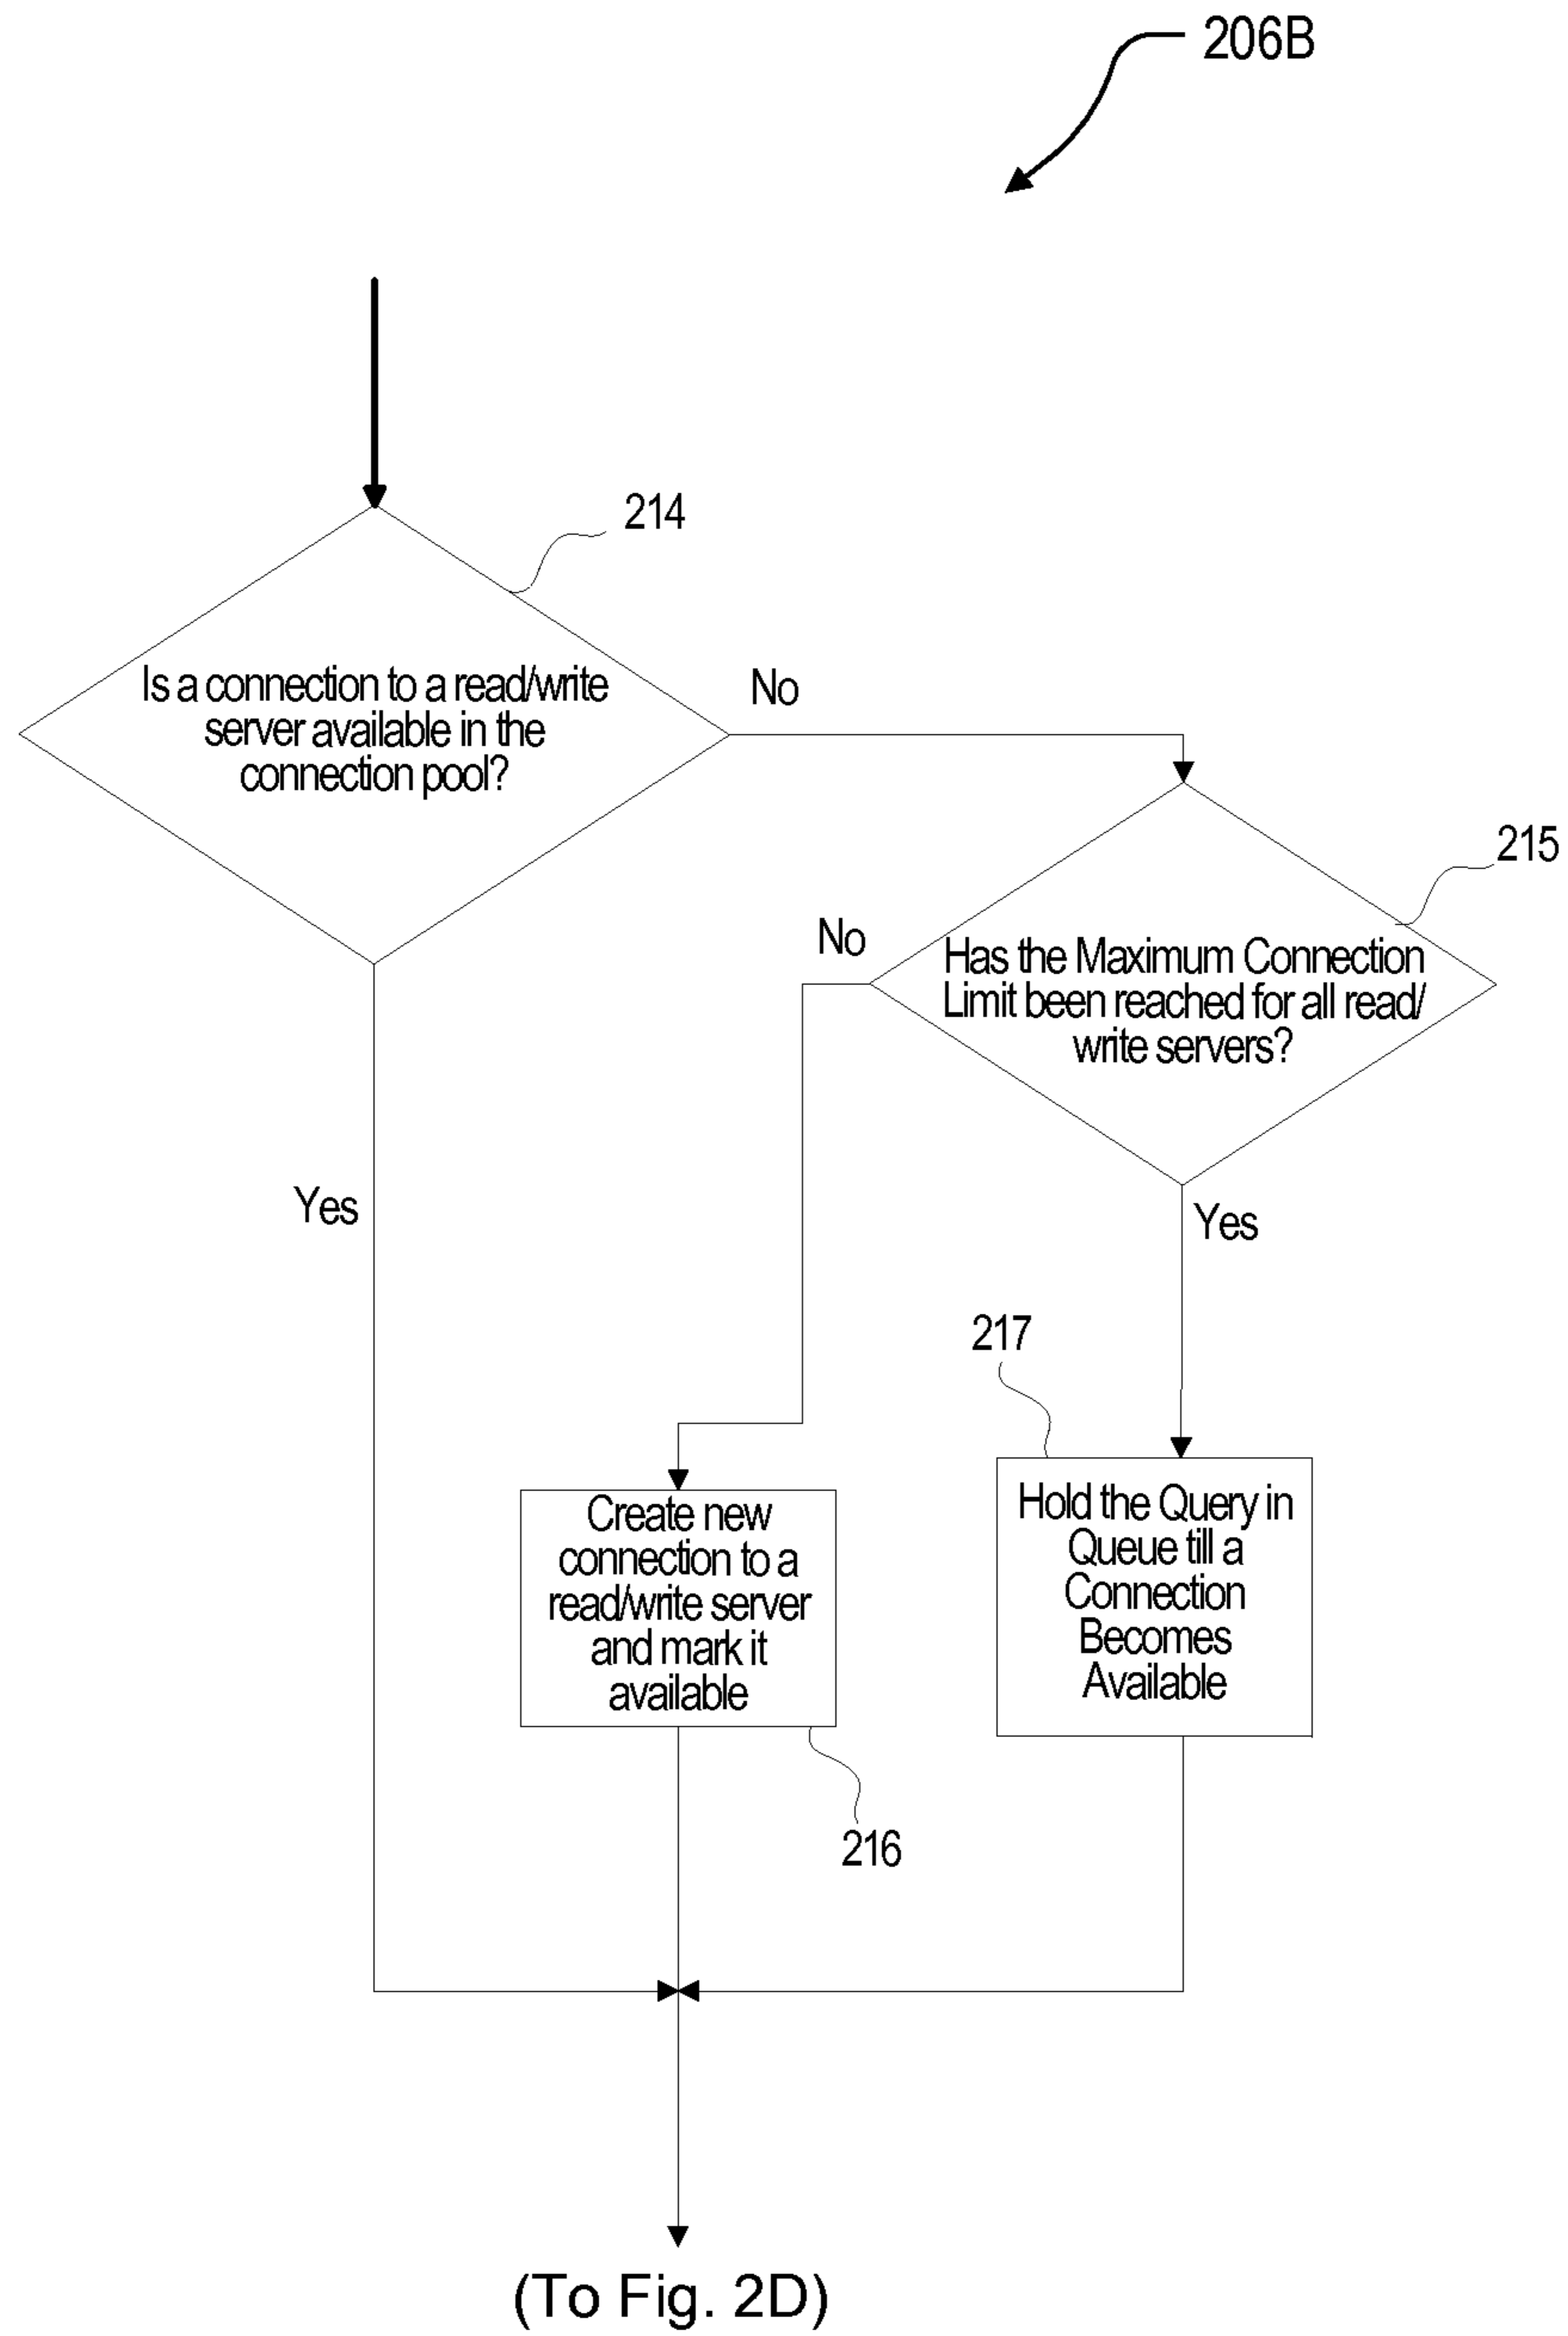 206B
214
Is a connection to a read/write
server available in the
connection pool?
No
215
No
Has the Maximum Connection
Limit been reached for all read/
write servers?
Yes
Yes
217
Create new
connection to a
read/write server
and mark it
available
Hold the Query in
Queue till a
Connection
Becomes
Available
216
(To Fig. 2D)